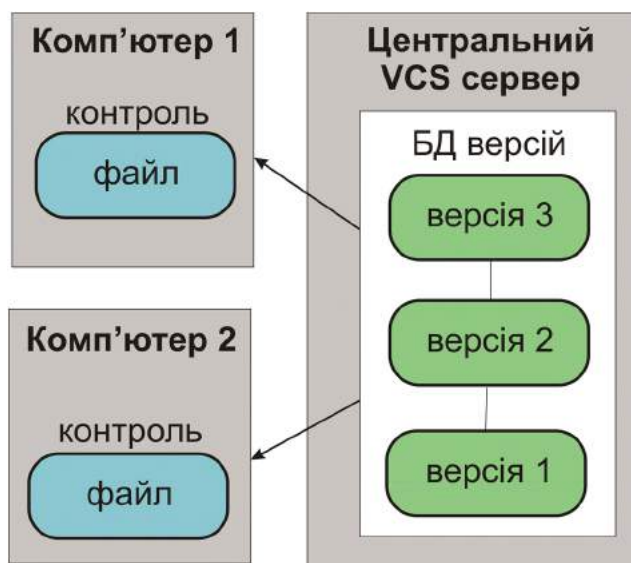 Комп'ютер 1
контроль
файл
Комп'ютер 2
контроль
файл
Центральний
VCS сервер
БД версій
версія 3
версія 2
версія 1